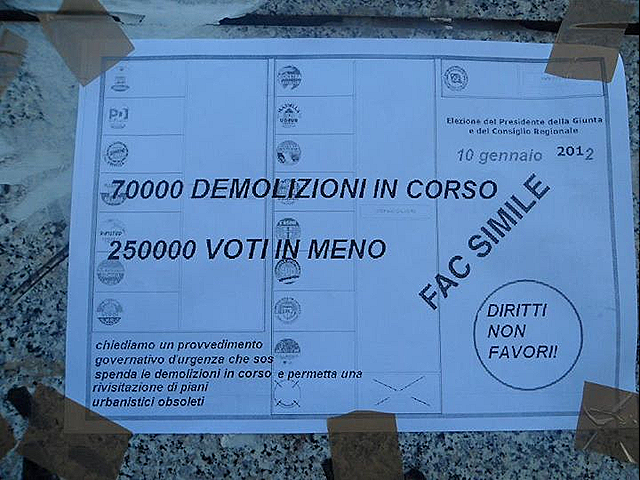 Elezione del Presidente della Giunta
e del Consiglio Regionale
10 gennaio 2012
70000 DEMOLIZIONI IN CORSO
250000 VOTI IN MENO
FAC SIMILE
DIRITTI
NON
FAVORI!
chiediamo un provvedimento
governativo d'urgenza che sos
spenda le demolizioni in corso e permetta una
rivisitazione di piani
urbanistici obsoleti
PD